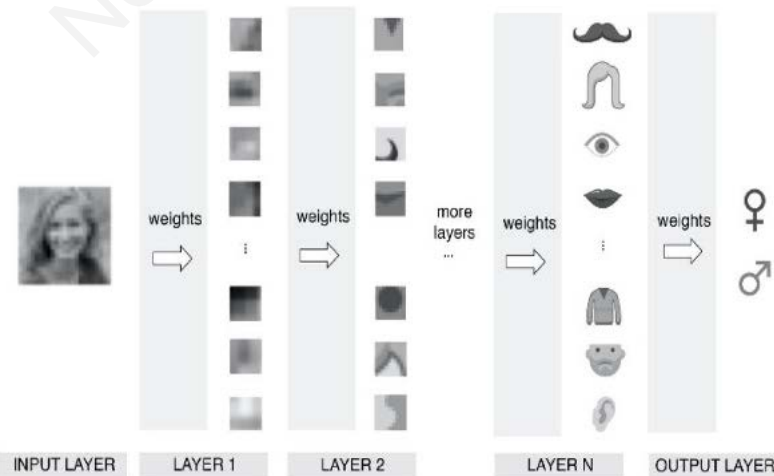 weights
weights
more
layers
...
weights
weights
INPUT LAYER
LAYER 1
LAYER 2
LAYER N
OUTPUT LAYER